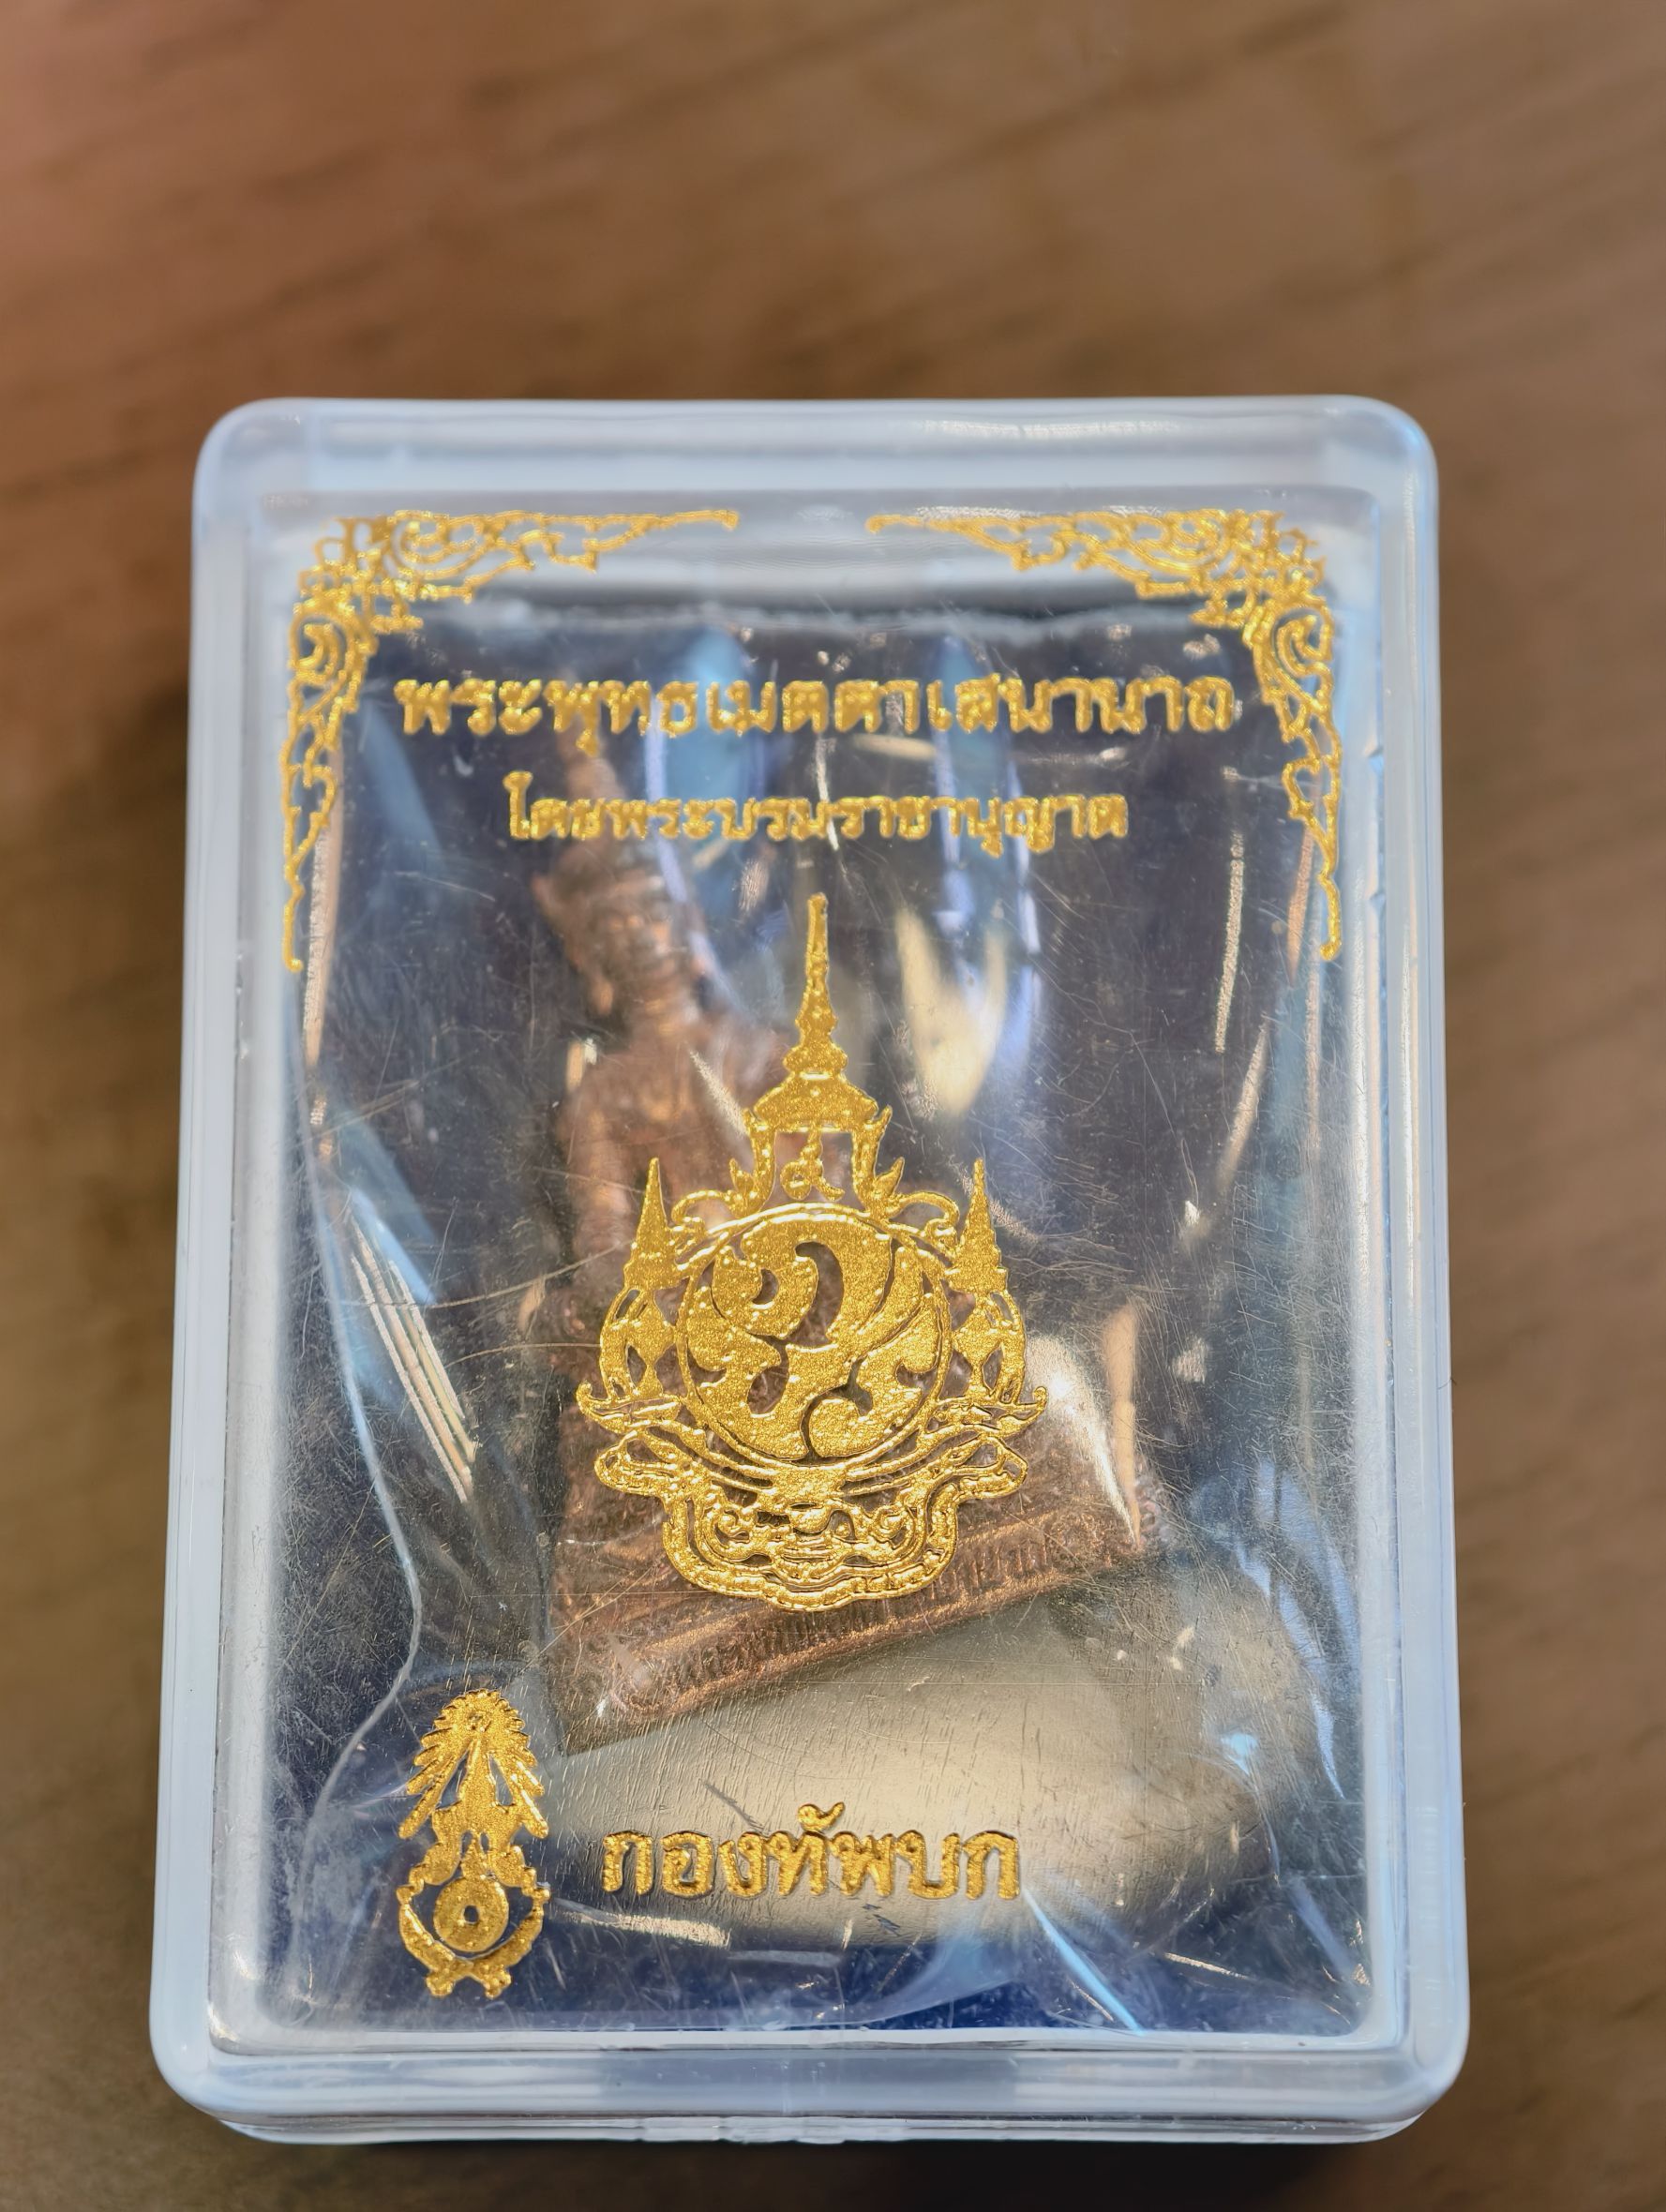 พระพุทธเมตตาเสนานาถ
โดยพระบรมราชานุญาต
กองทัพบก